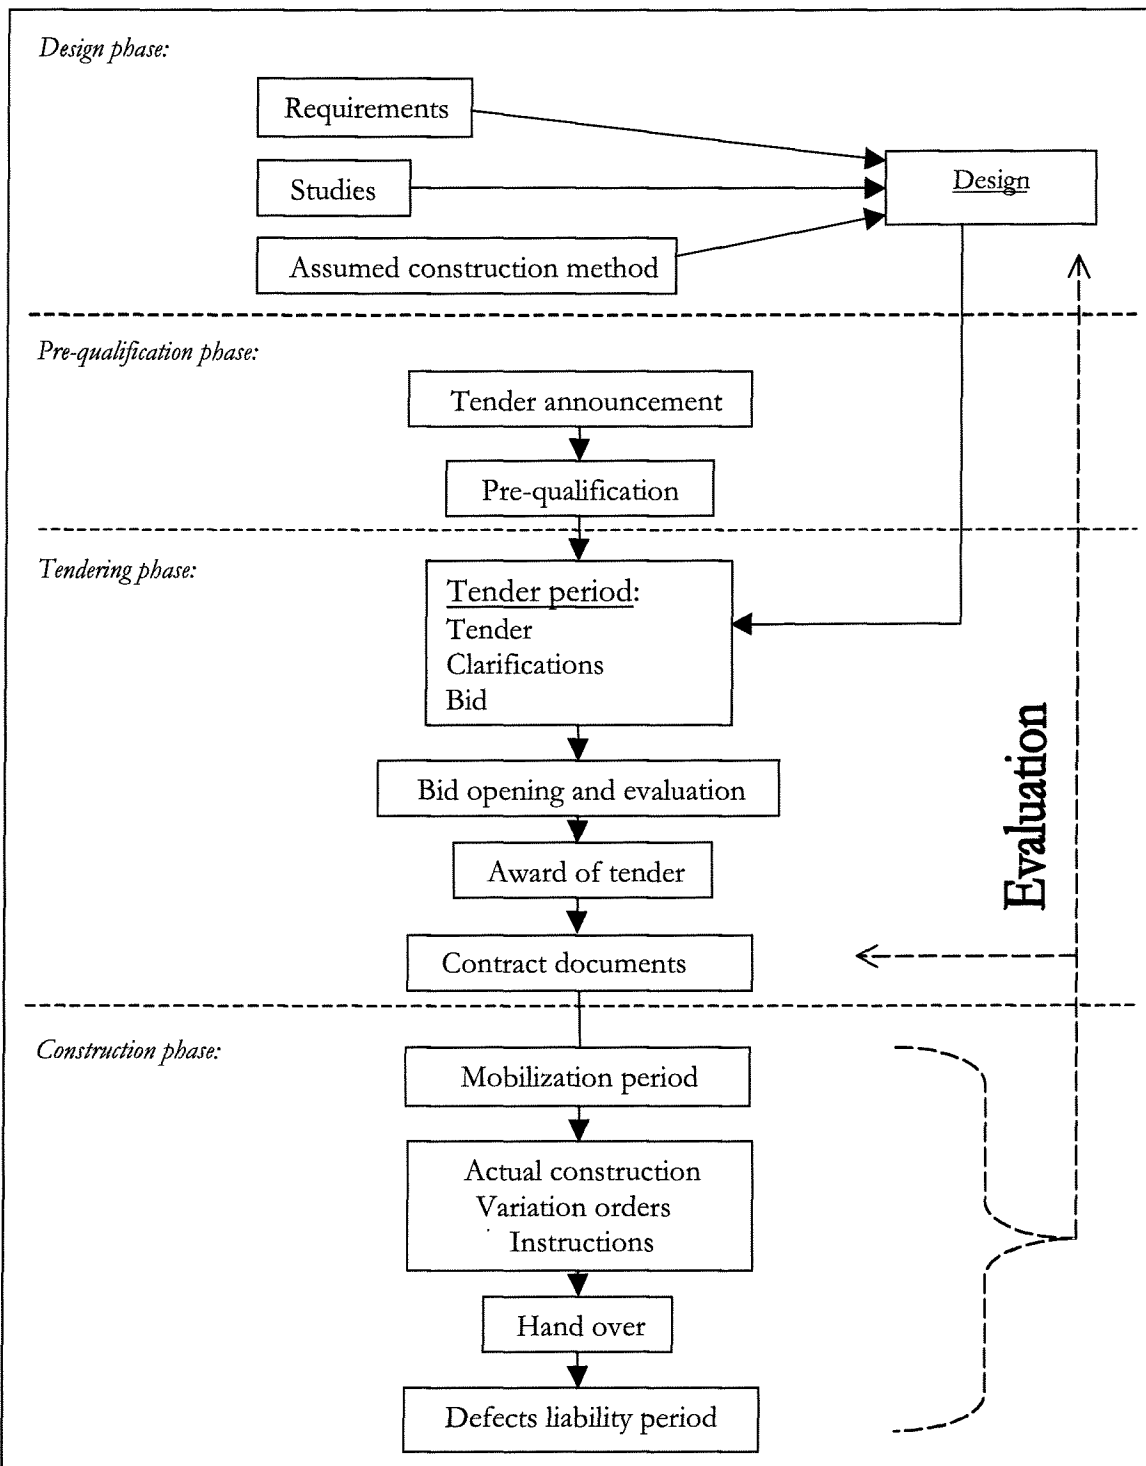 Design phase:
Requirements
Studies
Design
Assumed construction method
Pre-qualification phase:
Tender announcement
Pre-qualification
Tendering phase:
Tender period:
Tender
Clarifications
Bid
Bid opening and evaluation
Award of tender
Contract documents
Evaluation
Construction phase:
Mobilization period
Actual construction
Variation orders
Instructions
Hand over
Defects liability period